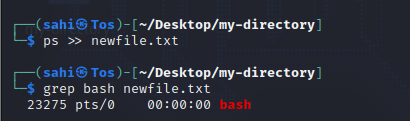 ┌──(sahi㉿Tos)-[~/Desktop/my-directory]
└─$ ps >> newfile.txt
┌──(sahi㉿Tos)-[~/Desktop/my-directory]
└─$ grep bash newfile.txt
23275 pts/0    00:00:00 bash